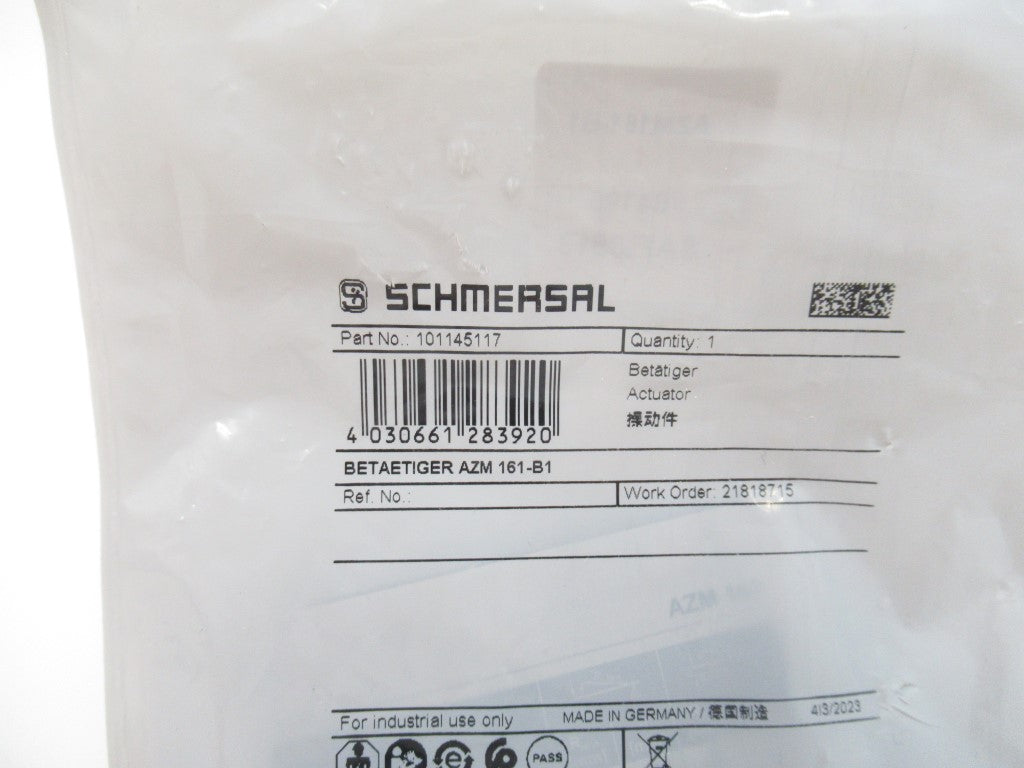 SCHMERSAL
Part No.: 101145117
Quantity: 1
Betätiger
Actuator
操动件
4 030661 283920
BETAETIGER AZM 161-B1
Ref. No.:
Work Order: 21818715
AZM
For industrial use only
MADE IN GERMANY / 德国制造
4/3/2023
PASS